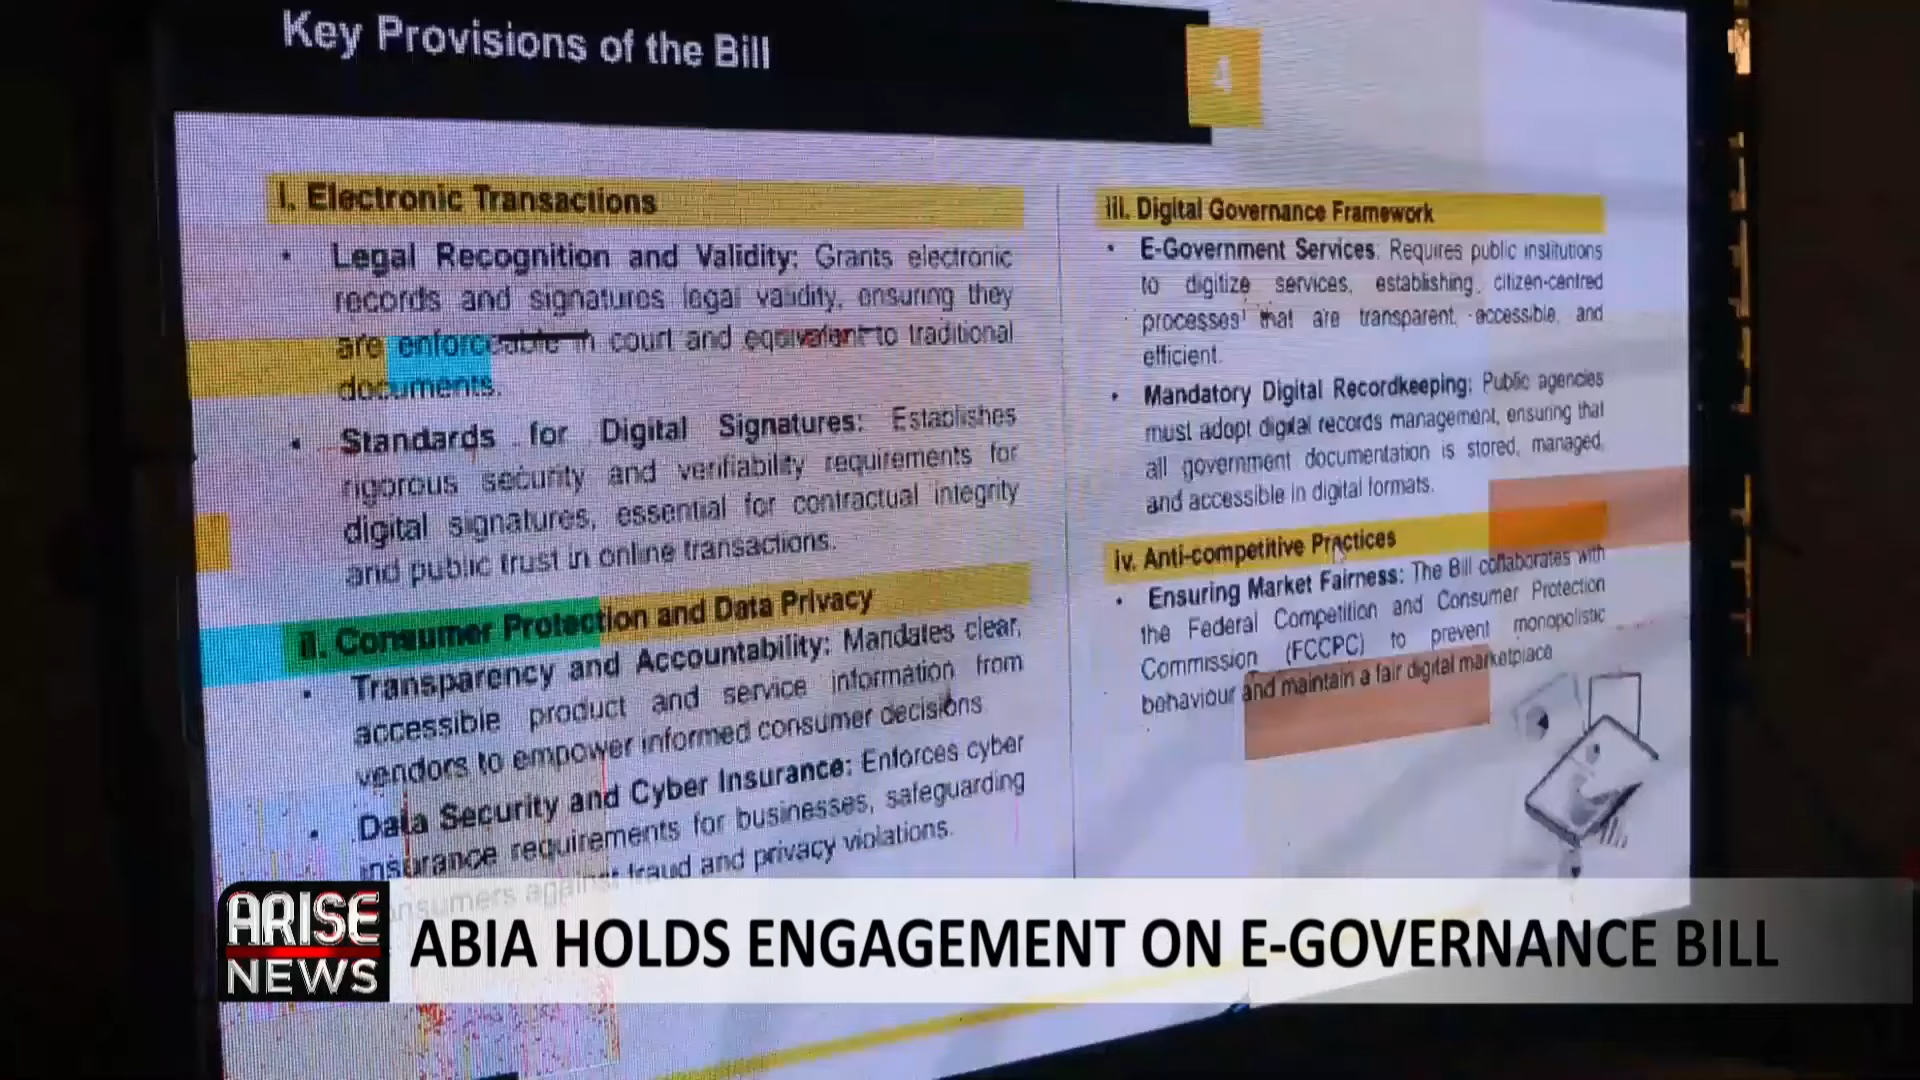 Key Provisions of the Bill
4
i. Electronic Transactions
• Legal Recognition and Validity: Grants electronic
records and signatures legal validity, ensuring they
are enforceable in court and equivalent to traditional
documents.
• Standards for Digital Signatures: Establishes
rigorous security and verifiability requirements for
digital signatures, essential for contractual integrity
and public trust in online transactions.
ii. Consumer Protection and Data Privacy
• Transparency and Accountability: Mandates clear,
accessible product and service information from
vendors to empower informed consumer decisions
• Data Security and Cyber Insurance: Enforces cyber
insurance requirements for businesses, safeguarding
consumers against fraud and privacy violations.
iii. Digital Governance Framework
• E-Government Services: Requires public institutions
to digitize services, establishing citizen-centred
processes that are transparent, accessible, and
efficient.
• Mandatory Digital Recordkeeping: Public agencies
must adopt digital records management, ensuring that
all government documentation is stored, managed,
and accessible in digital formats.
iv. Anti-competitive Practices
• Ensuring Market Fairness: The Bill collaborates with
the Federal Competition and Consumer Protection
Commission (FCCPC) to prevent monopolistic
behaviour and maintain a fair digital marketplace
ARISE
NEWS
ABIA HOLDS ENGAGEMENT ON E-GOVERNANCE BILL